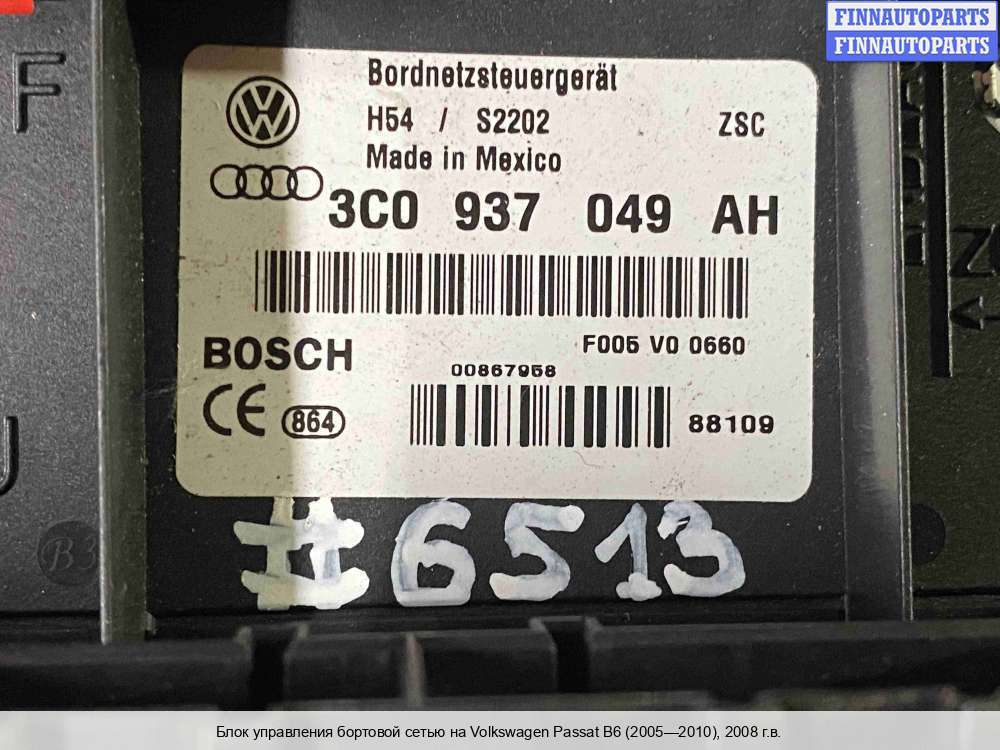 FINNAUTOPARTS
FINNAUTOPARTS
F
Bordnetzsteuergerät
H54 / S2202 ZSC
Made in Mexico
3C0 937 049 AH
BOSCH
F005 V0 0660
00867958
CE 864
88109
#6513
B3
Блок управления бортовой сетью на Volkswagen Passat B6 (2005—2010), 2008 г.в.